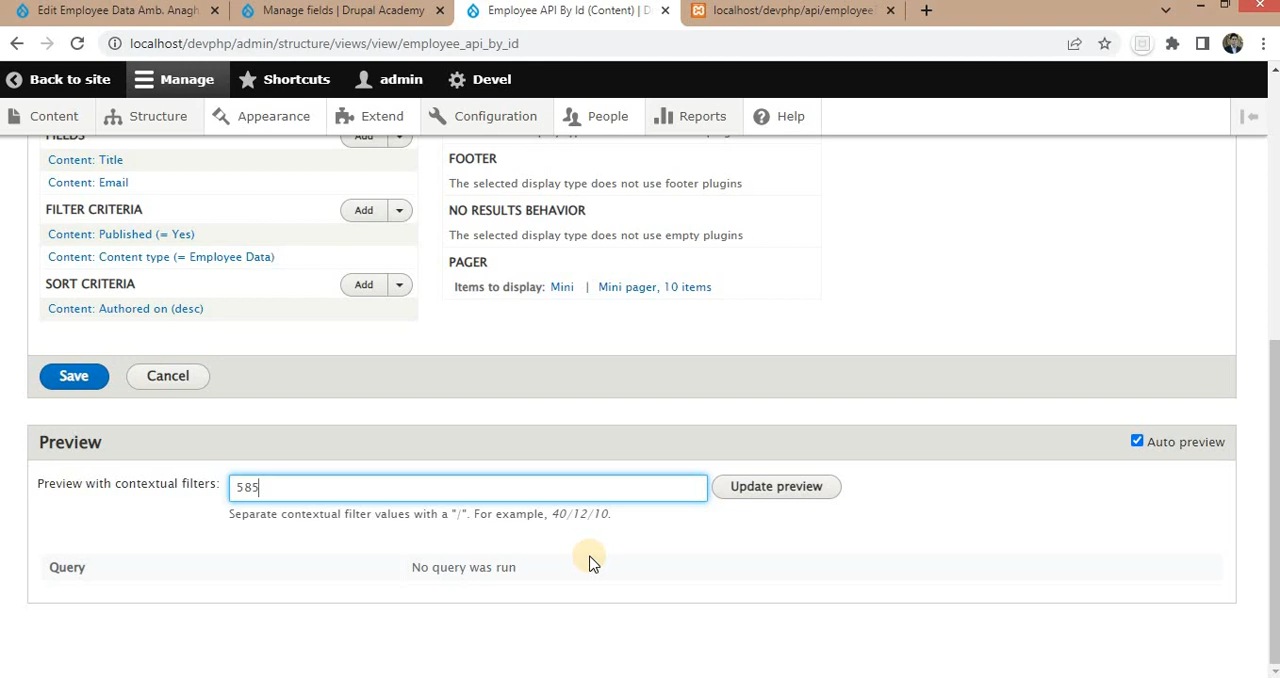 Edit Employee Data Amb. Anagh
Manage fields | Drupal Academy
Employee API By Id (Content) | D
localhost/devphp/api/employee
localhost/devphp/admin/structure/views/view/employee_api_by_id
Back to site
Manage
Shortcuts
admin
Devel
Content
Structure
Appearance
Extend
Configuration
People
Reports
Help
FIELDS
Add
Content: Title
Content: Email
FILTER CRITERIA
Add
Content: Published (= Yes)
Content: Content type (= Employee Data)
SORT CRITERIA
Add
Content: Authored on (desc)
FOOTER
The selected display type does not use footer plugins
NO RESULTS BEHAVIOR
The selected display type does not use empty plugins
PAGER
Items to display: Mini | Mini pager, 10 items
Save
Cancel
Preview
Auto preview
Preview with contextual filters:
585
Update preview
Separate contextual filter values with a "/". For example, 40/12/10.
Query
No query was run